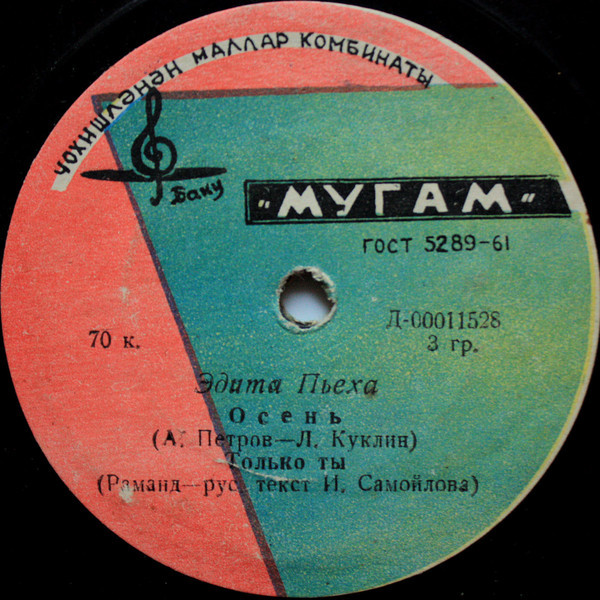 ЧОХИШЛӘНӘН МАЛЛАР КОМБИНАТЫ
Баку
"МУГАМ"
ГОСТ 5289-61
Д-00011528
70 к.
3 гр.
Эдита Пьеха
Осень
(А. Петров—Л. Куклин)
Только ты
(Раманд—рус. текст И. Самойлова)